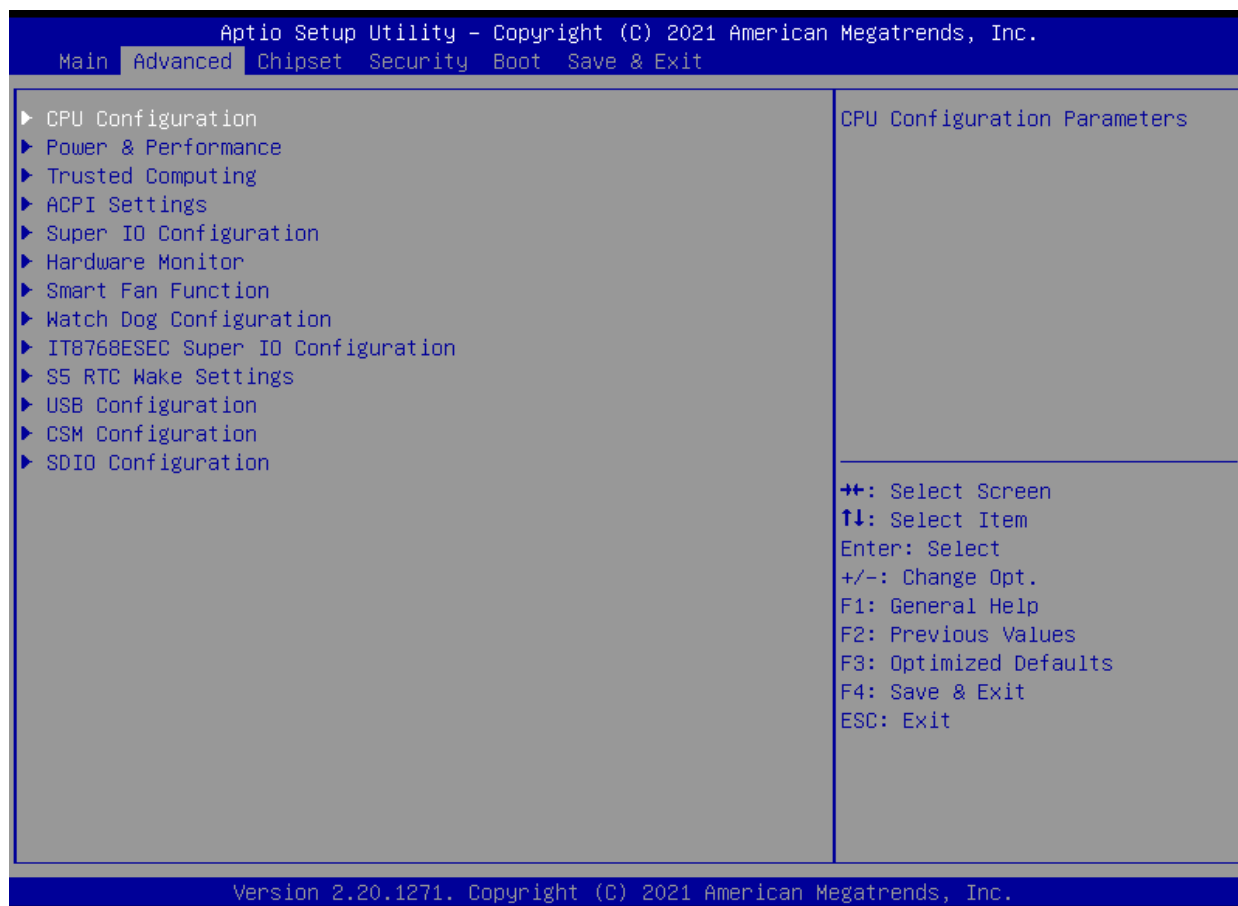 Aptio Setup Utility – Copyright (C) 2021 American Megatrends, Inc.
Main Advanced Chipset Security Boot Save & Exit
▶ CPU Configuration
▶ Power & Performance
▶ Trusted Computing
▶ ACPI Settings
▶ Super IO Configuration
▶ Hardware Monitor
▶ Smart Fan Function
▶ Watch Dog Configuration
▶ IT8768ESEC Super IO Configuration
▶ S5 RTC Wake Settings
▶ USB Configuration
▶ CSM Configuration
▶ SDIO Configuration
CPU Configuration Parameters
→←: Select Screen
↑↓: Select Item
Enter: Select
+/-: Change Opt.
F1: General Help
F2: Previous Values
F3: Optimized Defaults
F4: Save & Exit
ESC: Exit
Version 2.20.1271. Copyright (C) 2021 American Megatrends, Inc.